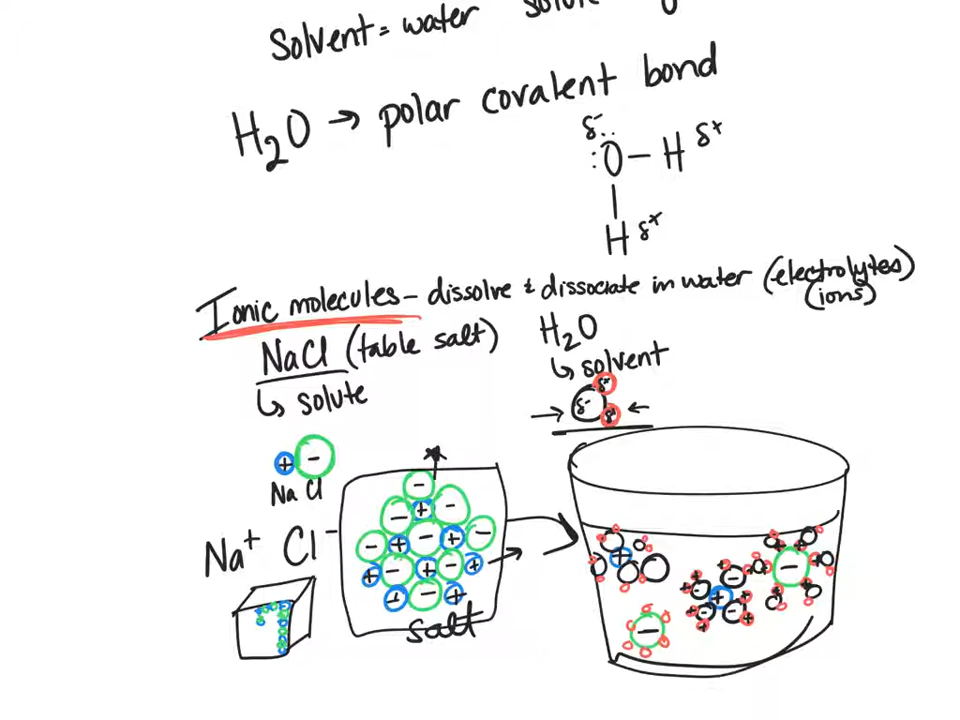 Solvent = water solute
H2O → polar covalent bond
δ-
:O - H δ+
H δ+
Ionic molecules - dissolve & dissociate in water (electrolytes)
(ions)
NaCl (table salt) H2O
↳ solute ↳ solvent
δ+
δ- δ+
+ -
Na Cl
Na+ Cl-
salt